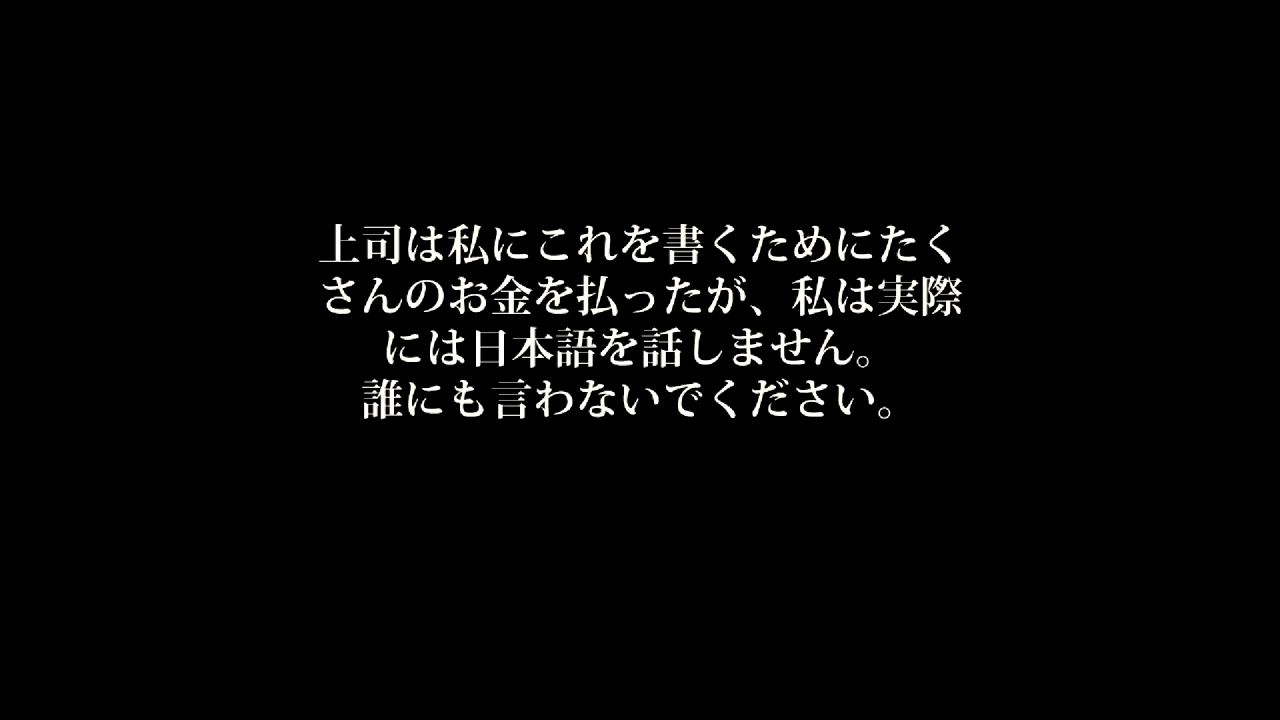 上司は私にこれを書くためにたく
さんのお金を払ったが、私は実際
には日本語を話しません。
誰にも言わないでください。